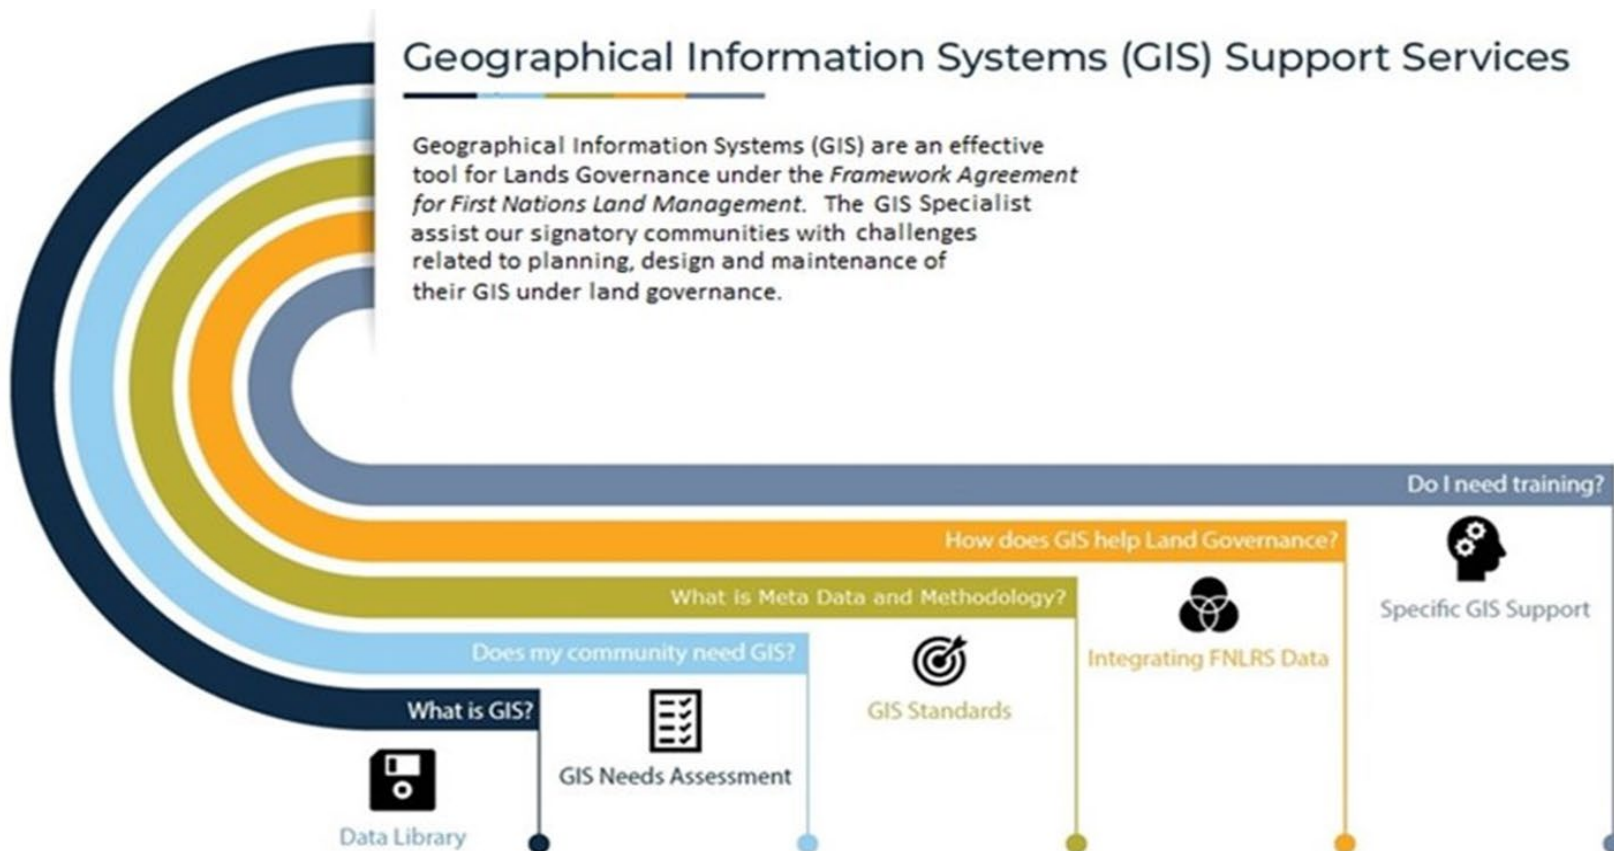 Geographical Information Systems (GIS) Support Services
Geographical Information Systems (GIS) are an effective
tool for Lands Governance under the Framework Agreement
for First Nations Land Management. The GIS Specialist
assist our signatory communities with challenges
related to planning, design and maintenance of
their GIS under land governance.
Do I need training?
How does GIS help Land Governance?
What is Meta Data and Methodology?
Does my community need GIS?
What is GIS?
Specific GIS Support
Integrating FNLRS Data
GIS Standards
GIS Needs Assessment
Data Library